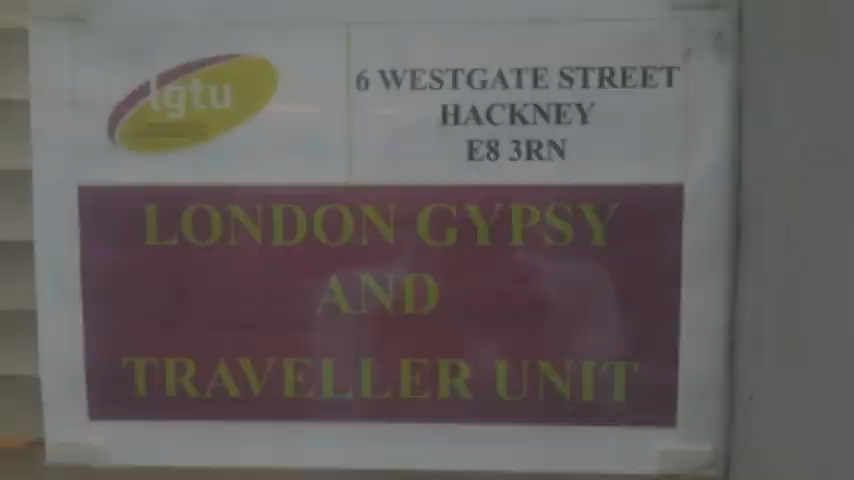 lgtu
6 WESTGATE STREET
HACKNEY
E8 3RN
LONDON GYPSY
AND
TRAVELLER UNIT